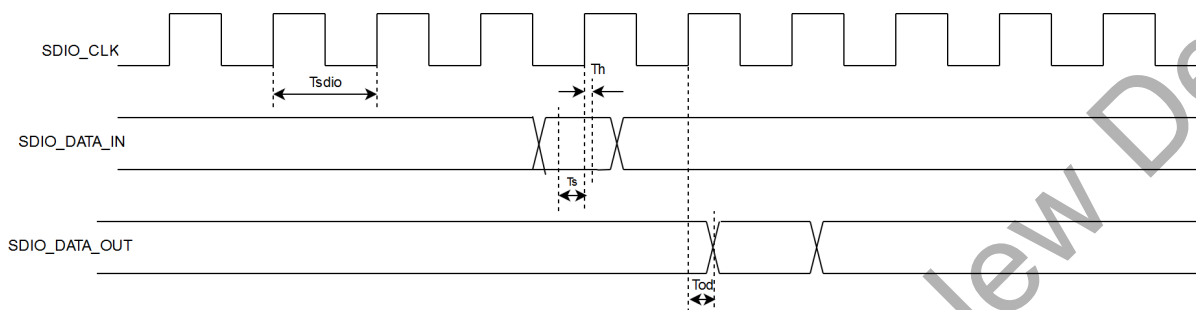 SDIO_CLK
Th
Tsdio
SDIO_DATA_IN
Ts
SDIO_DATA_OUT
Tod